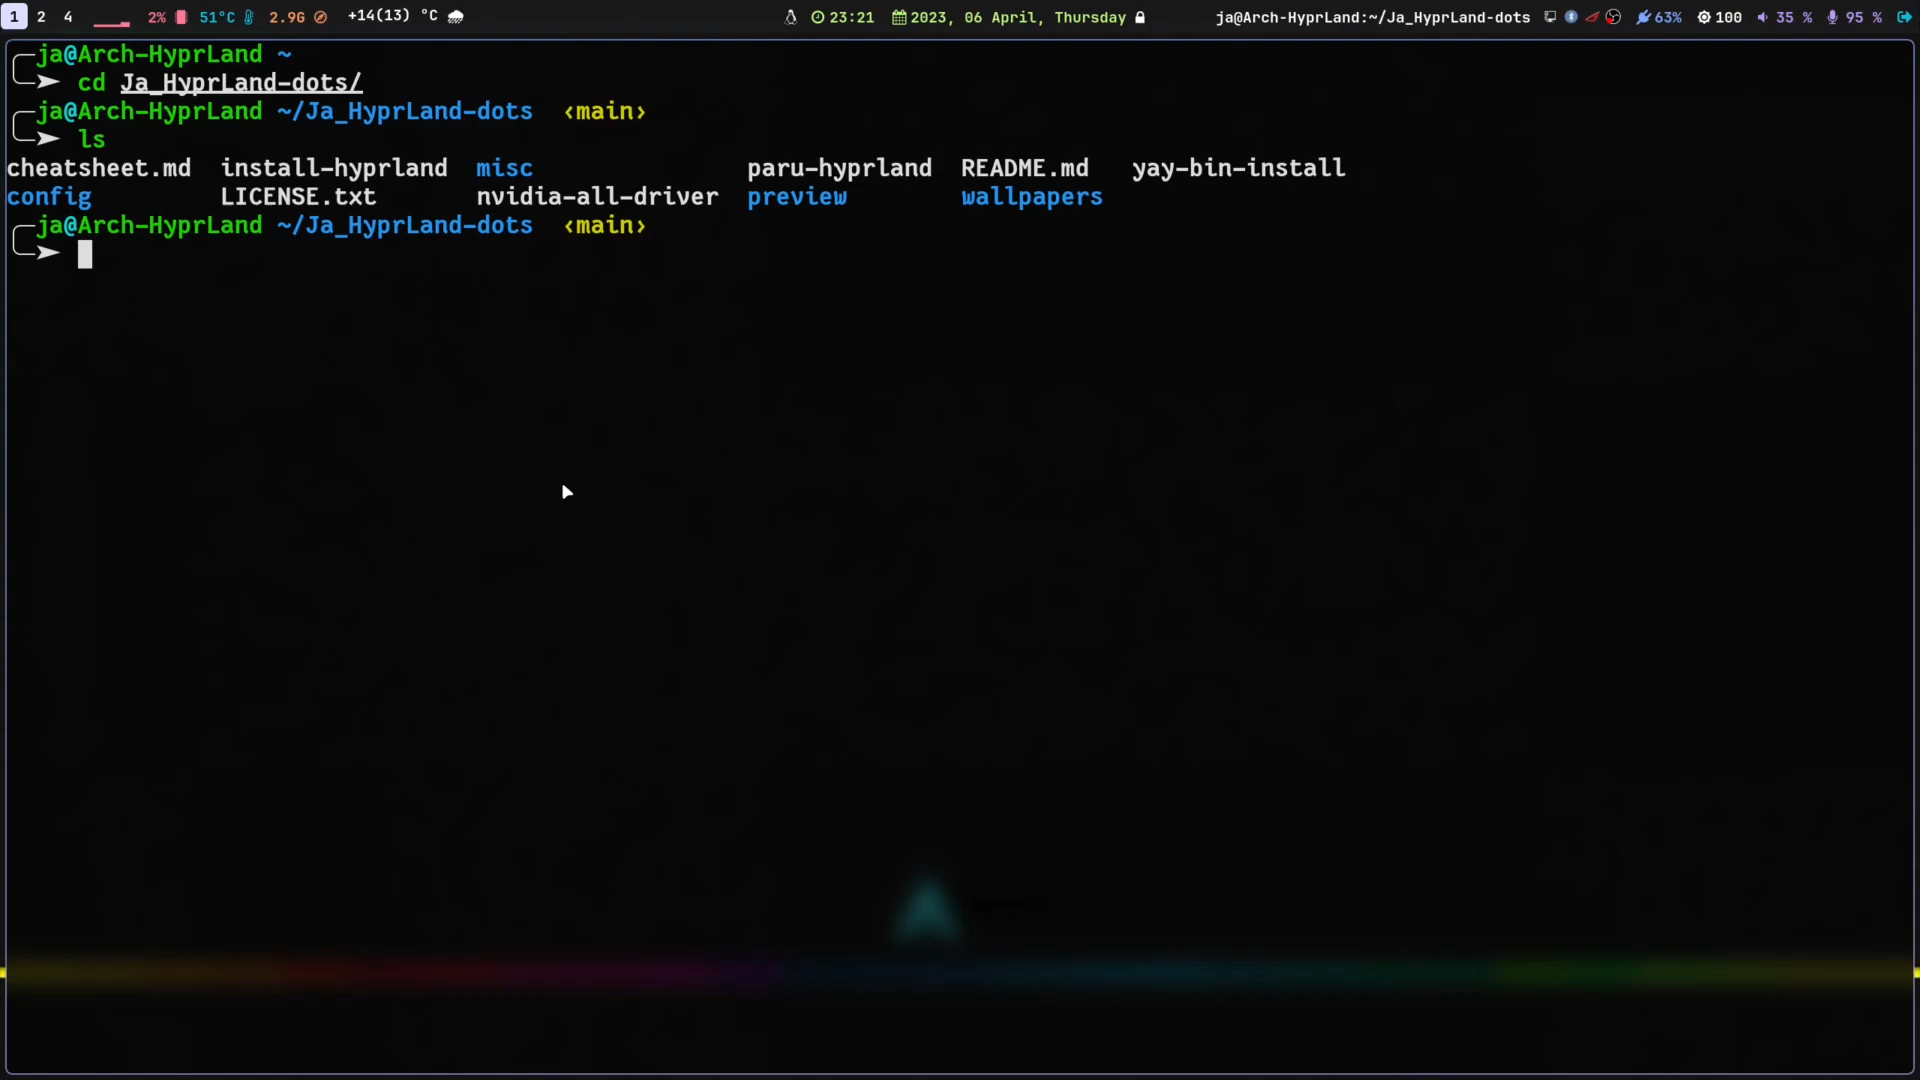 1 2 4 2% 51°C 2.9G +14(13) °C 23:21 2023, 06 April, Thursday ja@Arch-HyprLand:~/Ja_HyprLand-dots 63% 100 35 % 95 %
ja@Arch-HyprLand ~
cd Ja_HyprLand-dots/
ja@Arch-HyprLand ~/Ja_HyprLand-dots ‹main›
ls
cheatsheet.md install-hyprland misc paru-hyprland README.md yay-bin-install
config LICENSE.txt nvidia-all-driver preview wallpapers
ja@Arch-HyprLand ~/Ja_HyprLand-dots ‹main›